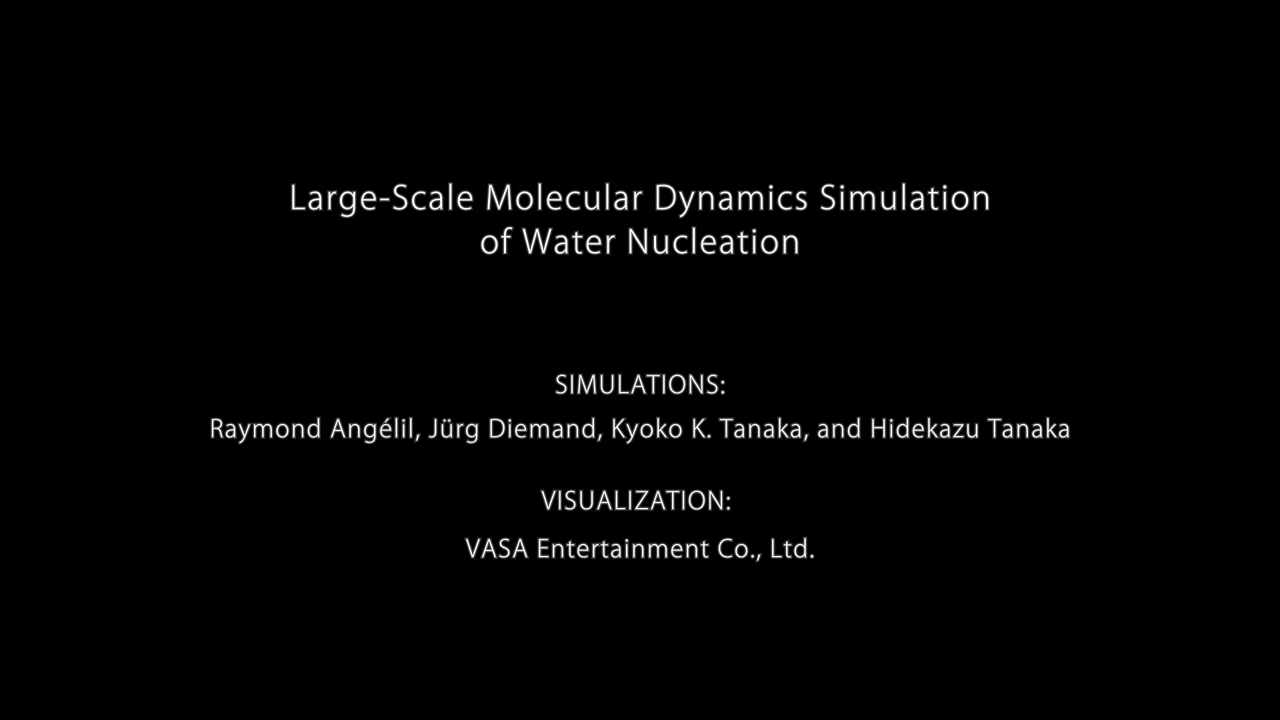 Large-Scale Molecular Dynamics Simulation
of Water Nucleation
SIMULATIONS:
Raymond Angélil, Jürg Diemand, Kyoko K. Tanaka, and Hidekazu Tanaka
VISUALIZATION:
VASA Entertainment Co., Ltd.